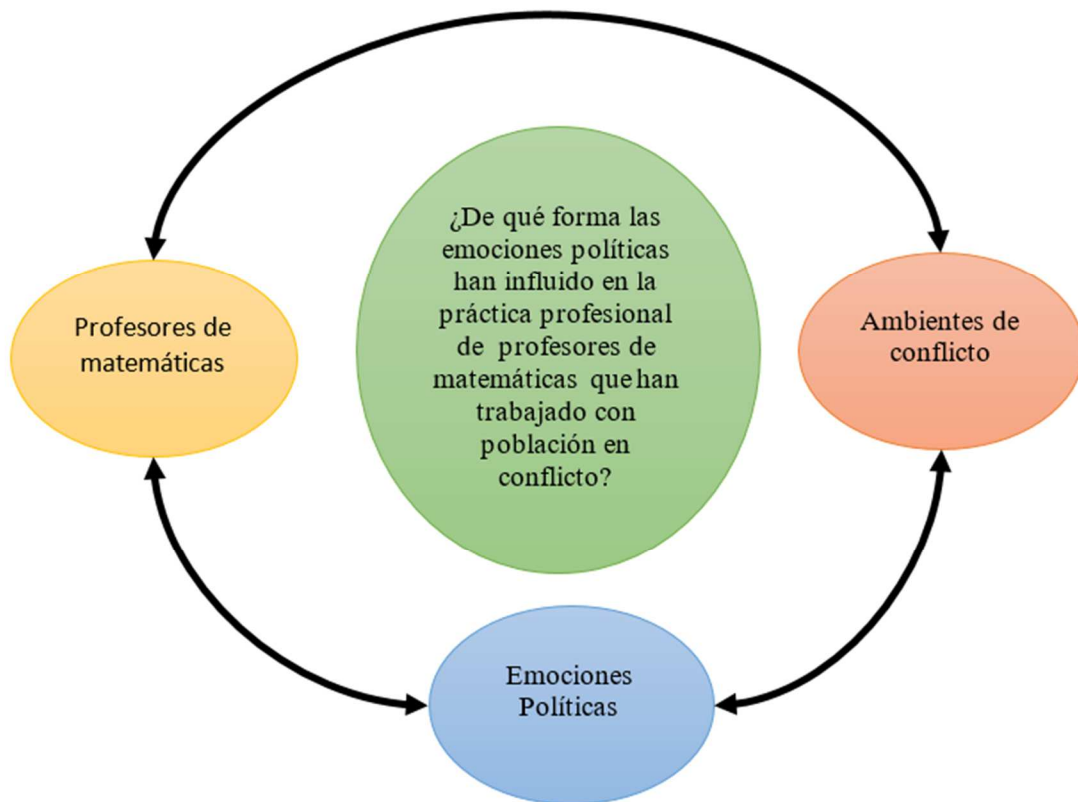 ¿De qué forma las
emociones políticas
han influido en la
práctica profesional
de profesores de
matemáticas que han
trabajado con
población en
conflicto?
Profesores de
matemáticas
Ambientes de
conflicto
Emociones
Políticas